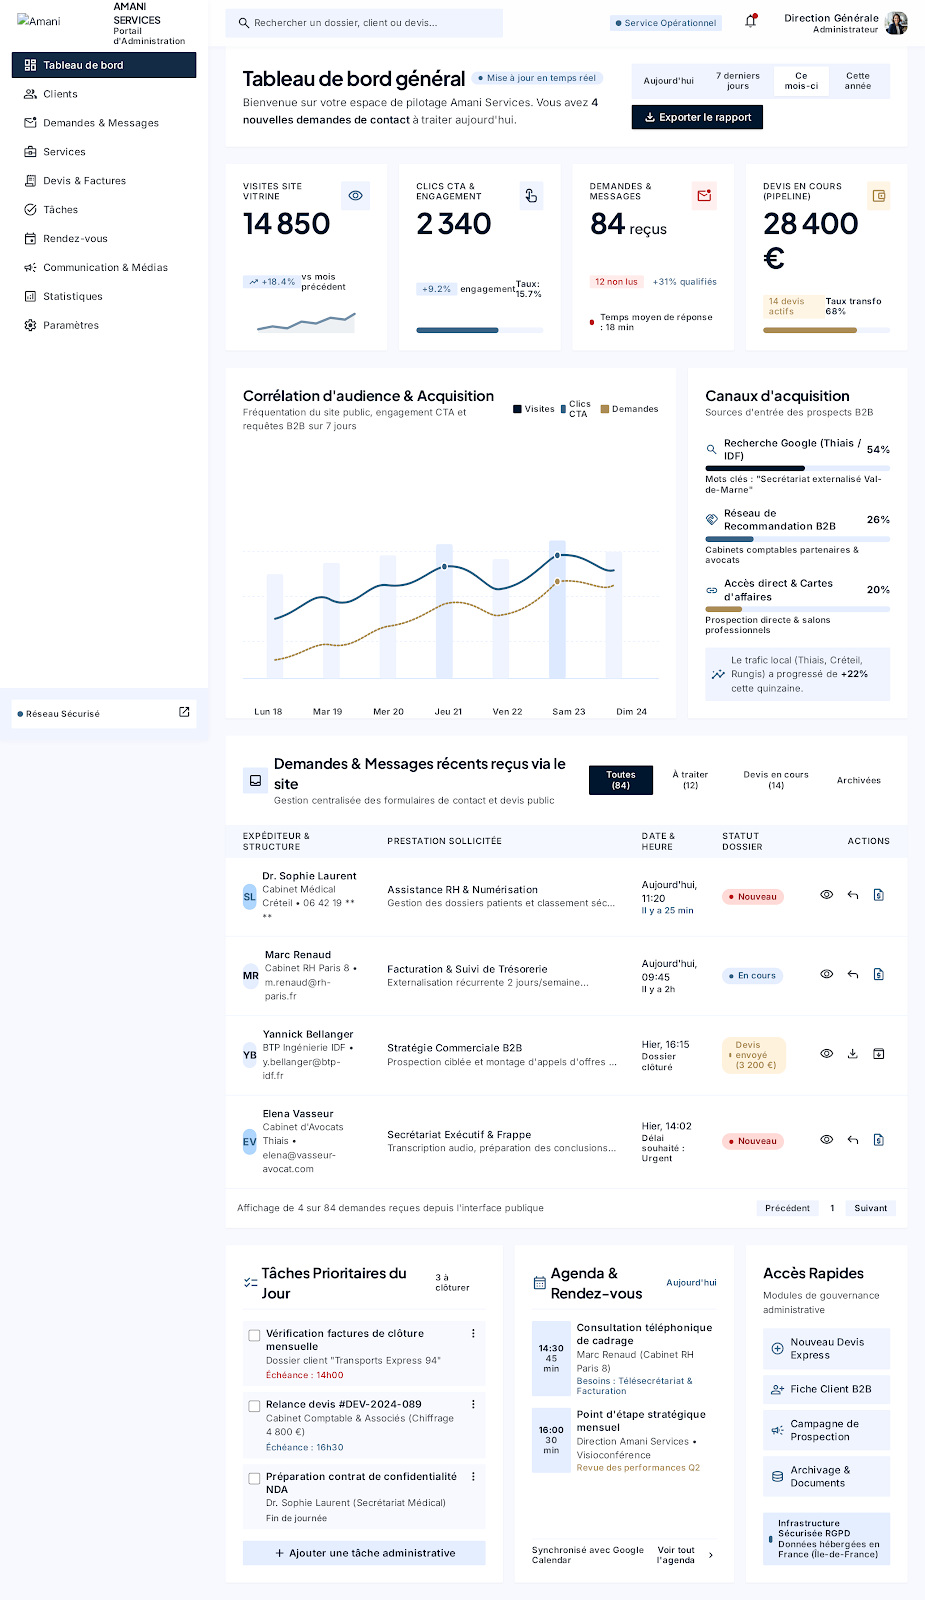 Amani
AMANI
SERVICES
Portail
d'Administration
Rechercher un dossier, client ou devis...
Service Opérationnel
Direction Générale
Administrateur
Tableau de bord
Clients
Demandes & Messages
Services
Devis & Factures
Tâches
Rendez-vous
Communication & Médias
Statistiques
Paramètres
Réseau Sécurisé
Tableau de bord général
Mise à jour en temps réel
Bienvenue sur votre espace de pilotage Amani Services. Vous avez 4
nouvelles demandes de contact à traiter aujourd'hui.
Aujourd'hui
7 derniers
jours
Ce
mois-ci
Cette
année
Exporter le rapport
VISITES SITE
VITRINE
14 850
+18.4%
vs mois
précédent
CLICS CTA &
ENGAGEMENT
2 340
+9.2%
engagement
Taux:
15.7%
DEMANDES &
MESSAGES
84 reçus
12 non lus
+31% qualifiés
Temps moyen de réponse
: 18 min
DEVIS EN COURS
(PIPELINE)
28 400
€
14 devis
actifs
Taux transfo
68%
Corrélation d'audience & Acquisition
Fréquentation du site public, engagement CTA et
requêtes B2B sur 7 jours
Visites
Clics
CTA
Demandes
Lun 18
Mar 19
Mer 20
Jeu 21
Ven 22
Sam 23
Dim 24
Canaux d'acquisition
Sources d'entrée des prospects B2B
Recherche Google (Thiais /
IDF)
54%
Mots clés : "Secrétariat externalisé Val-
de-Marne"
Réseau de
Recommandation B2B
26%
Cabinets comptables partenaires &
avocats
Accès direct & Cartes
d'affaires
20%
Prospection directe & salons
professionnels
Le trafic local (Thiais, Créteil,
Rungis) a progressé de +22%
cette quinzaine.
Demandes & Messages récents reçus via le
site
Gestion centralisée des formulaires de contact et devis public
Toutes
(84)
À traiter
(12)
Devis en cours
(14)
Archivées
EXPÉDITEUR &
STRUCTURE
PRESTATION SOLLICITÉE
DATE &
HEURE
STATUT
DOSSIER
ACTIONS
SL
Dr. Sophie Laurent
Cabinet Médical
Créteil • 06 42 19 **
**
Assistance RH & Numérisation
Gestion des dossiers patients et classement séc...
Aujourd'hui,
11:20
Il y a 25 min
Nouveau
MR
Marc Renaud
Cabinet RH Paris 8 •
m.renaud@rh-
paris.fr
Facturation & Suivi de Trésorerie
Externalisation récurrente 2 jours/semaine...
Aujourd'hui,
09:45
Il y a 2h
En cours
YB
Yannick Bellanger
BTP Ingénierie IDF •
y.bellanger@btp-
idf.fr
Stratégie Commerciale B2B
Prospection ciblée et montage d'appels d'offres ...
Hier, 16:15
Dossier
clôturé
Devis
envoyé
(3 200 €)
EV
Elena Vasseur
Cabinet d'Avocats
Thiais •
elena@vasseur-
avocat.com
Secrétariat Exécutif & Frappe
Transcription audio, préparation des conclusions...
Hier, 14:02
Délai
souhaité :
Urgent
Nouveau
Affichage de 4 sur 84 demandes reçues depuis l'interface publique
Précédent
1
Suivant
Tâches Prioritaires du
Jour
3 à
clôturer
Vérification factures de clôture
mensuelle
Dossier client "Transports Express 94"
Échéance : 14h00
Relance devis #DEV-2024-089
Cabinet Comptable & Associés (Chiffrage
4 800 €)
Échéance : 16h30
Préparation contrat de confidentialité
NDA
Dr. Sophie Laurent (Secrétariat Médical)
Fin de journée
Ajouter une tâche administrative
Agenda &
Rendez-vous
Aujourd'hui
14:30
45
min
Consultation téléphonique
de cadrage
Marc Renaud (Cabinet RH
Paris 8)
Besoins : Télésecrétariat &
Facturation
16:00
30
min
Point d'étape stratégique
mensuel
Direction Amani Services •
Visioconférence
Revue des performances Q2
Synchronisé avec Google
Calendar
Voir tout
l'agenda
Accès Rapides
Modules de gouvernance
administrative
Nouveau Devis
Express
Fiche Client B2B
Campagne de
Prospection
Archivage &
Documents
Infrastructure
Sécurisée RGPD
Données hébergées en
France (Île-de-France)